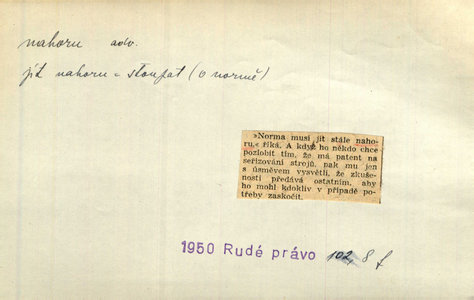 nahoru adv.
jít nahoru = stoupat (o normě)
»Norma musí jít stále naho-
ru,« říká. A když ho někdo chce
pozlobit tím, že má patent na
seřizování strojů, pak mu jen
s úsměvem vysvětlí, že zkuše-
nosti předává ostatním, aby
ho mohl kdokliv v případě po-
třeby zaskočit.
1950 Rudé právo 102, 8 f